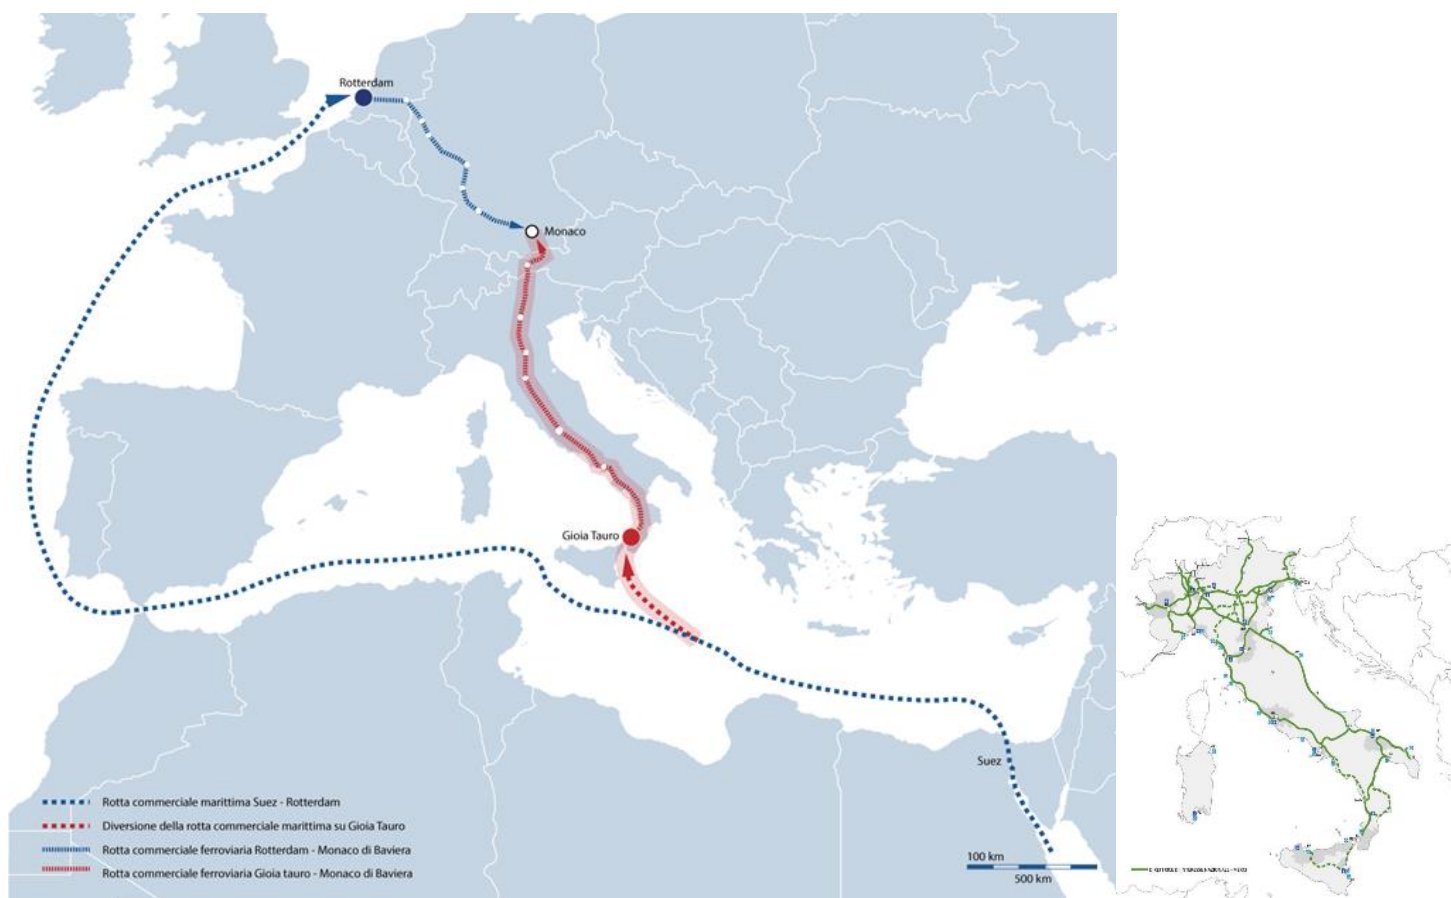 Rotterdam
Monaco
Gioia Tauro
Suez
Rotta commerciale marittima Suez - Rotterdam
Diversione della rotta commerciale marittima su Gioia Tauro
Rotta commerciale ferroviaria Rotterdam - Monaco di Baviera
Rotta commerciale ferroviaria Gioia tauro - Monaco di Baviera
100 km
500 km